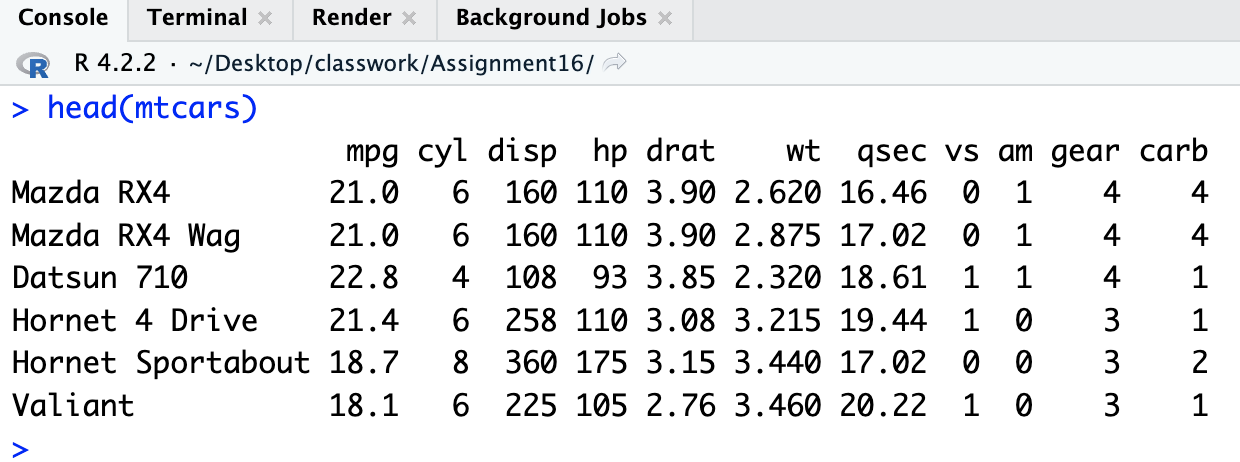 Console Terminal × Render × Background Jobs ×
R R 4.2.2 · ~/Desktop/classwork/Assignment16/
> head(mtcars)
                   mpg cyl disp  hp drat    wt  qsec vs am gear carb
Mazda RX4         21.0   6  160 110 3.90 2.620 16.46  0  1    4    4
Mazda RX4 Wag     21.0   6  160 110 3.90 2.875 17.02  0  1    4    4
Datsun 710        22.8   4  108  93 3.85 2.320 18.61  1  1    4    1
Hornet 4 Drive    21.4   6  258 110 3.08 3.215 19.44  1  0    3    1
Hornet Sportabout 18.7   8  360 175 3.15 3.440 17.02  0  0    3    2
Valiant           18.1   6  225 105 2.76 3.460 20.22  1  0    3    1
>